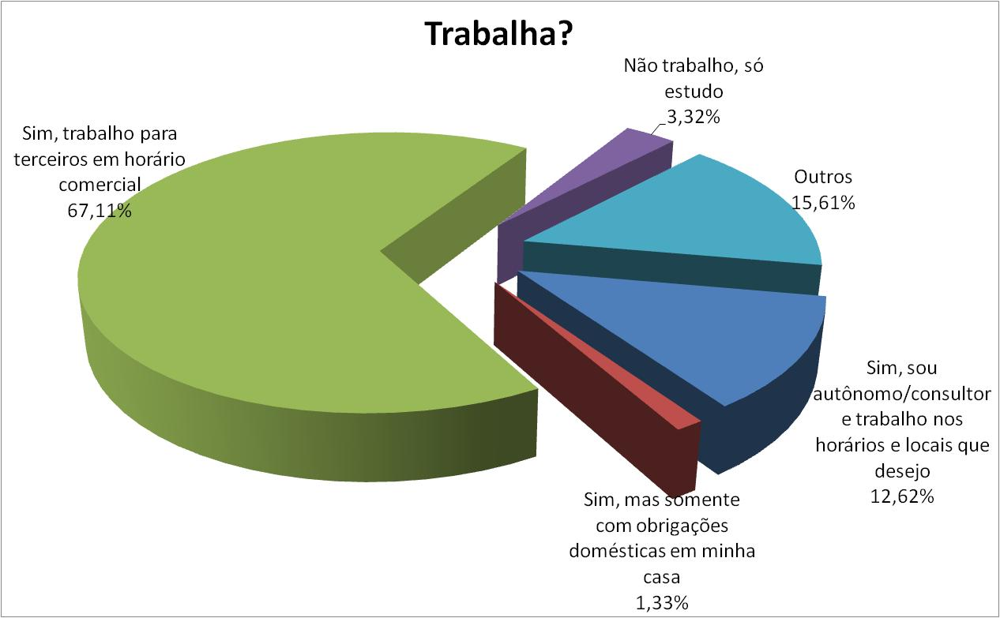 Trabalha?
Não trabalho, só
estudo
3,32%
Sim, trabalho para
terceiros em horário
comercial
67,11%
Outros
15,61%
Sim, sou
autônomo/consultor
e trabalho nos
horários e locais que
desejo
12,62%
Sim, mas somente
com obrigações
domésticas em minha
casa
1,33%